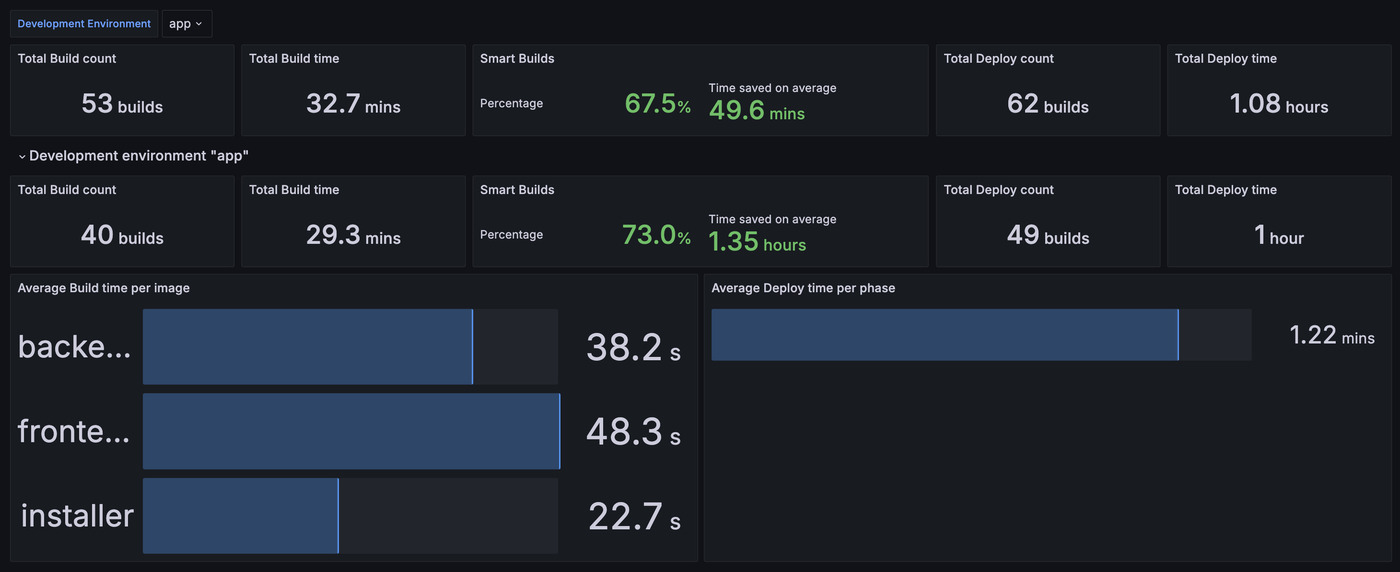 Development Environment app
Total Build count
53 builds
Total Build time
32.7 mins
Smart Builds
Percentage
67.5%
Time saved on average
49.6 mins
Total Deploy count
62 builds
Total Deploy time
1.08 hours
Development environment "app"
Total Build count
40 builds
Total Build time
29.3 mins
Smart Builds
Percentage
73.0%
Time saved on average
1.35 hours
Total Deploy count
49 builds
Total Deploy time
1 hour
Average Build time per image
backe... 38.2 s
fronte... 48.3 s
installer 22.7 s
Average Deploy time per phase
1.22 mins